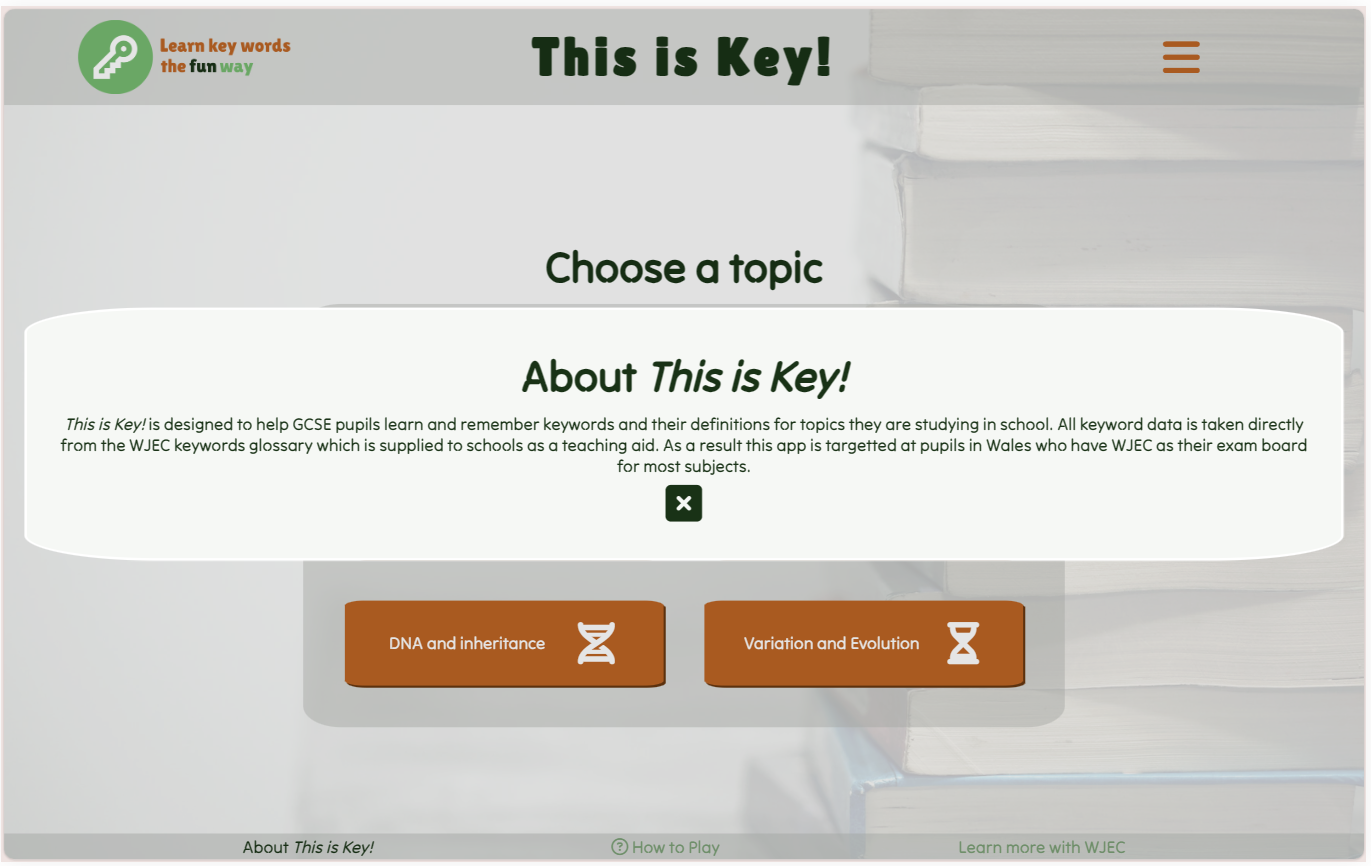 Learn key words
the fun way
This is Key!
Choose a topic
About This is Key!
This is Key! is designed to help GCSE pupils learn and remember keywords and their definitions for topics they are studying in school. All keyword data is taken directly
from the WJEC keywords glossary which is supplied to schools as a teaching aid. As a result this app is targetted at pupils in Wales who have WJEC as their exam board
for most subjects.
DNA and inheritance
Variation and Evolution
About This is Key!
How to Play
Learn more with WJEC